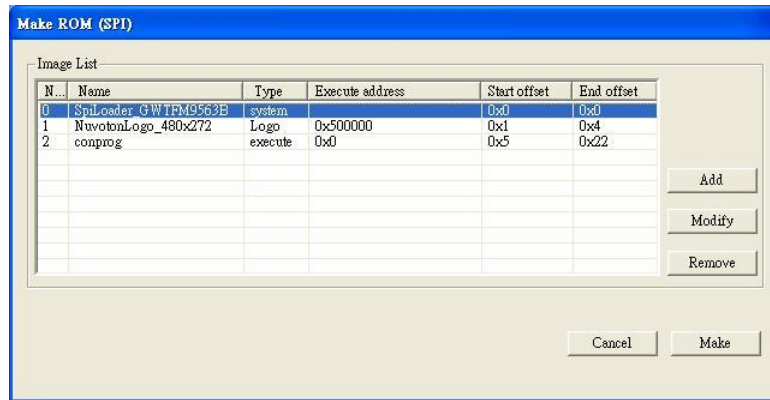 Make ROM (SPI)
Image List
N... Name Type Execute address Start offset End offset
0 SpiLoader_GWTFM9563B system 0x0 0x0
1 NuvotonLogo_480x272 Logo 0x500000 0x1 0x4
2 conprog execute 0x0 0x5 0x22
Add
Modify
Remove
Cancel Make